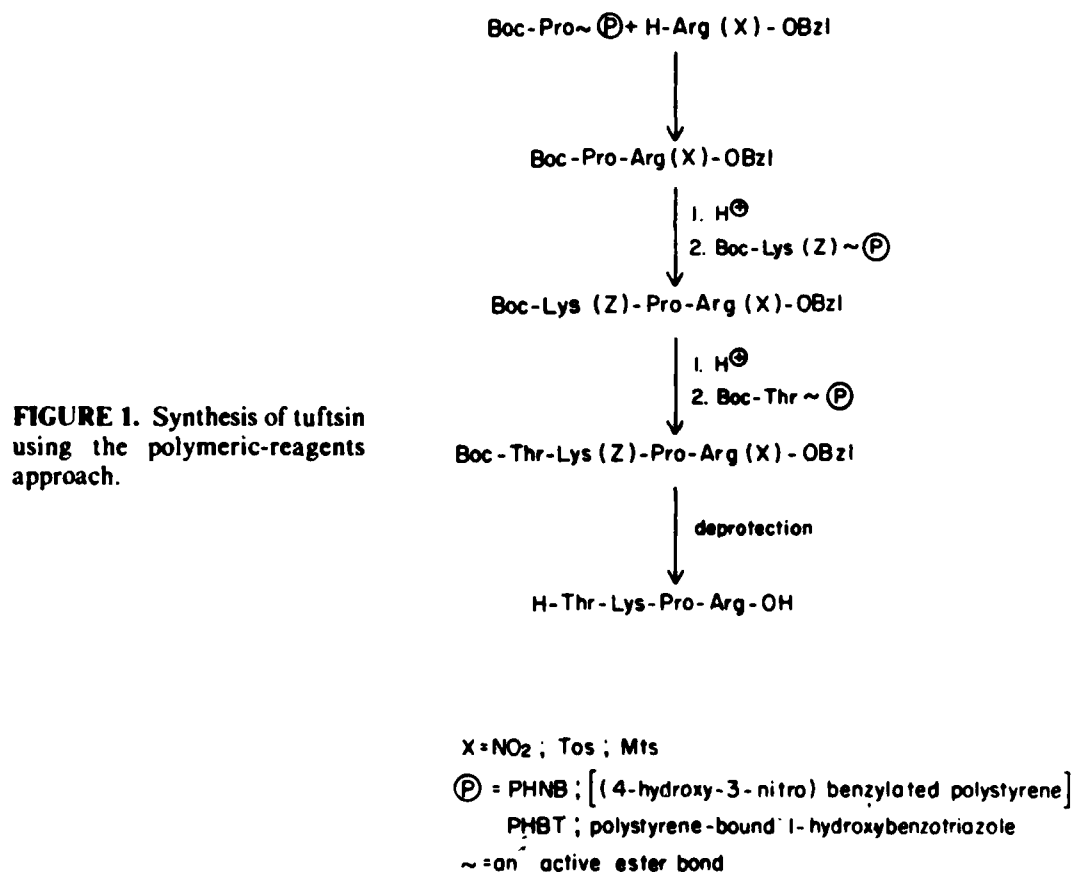 Boc-Pro~Ⓟ + H-Arg (X) - OBzl
Boc-Pro-Arg(X)-OBzl
1. H⊕
2. Boc-Lys (Z) ~Ⓟ
Boc-Lys (Z)-Pro-Arg (X)-OBzl
1. H⊕
2. Boc-Thr ~ Ⓟ
Boc-Thr-Lys(Z)-Pro-Arg (X)-OBzl
deprotection
H-Thr-Lys-Pro-Arg-OH
FIGURE 1. Synthesis of tuftsin
using the polymeric-reagents
approach.
X = NO2 ; Tos ; Mts
Ⓟ = PHNB ; [(4-hydroxy-3-nitro) benzylated polystyrene]
PHBT ; polystyrene-bound 1-hydroxybenzotriazole
~ = an active ester bond